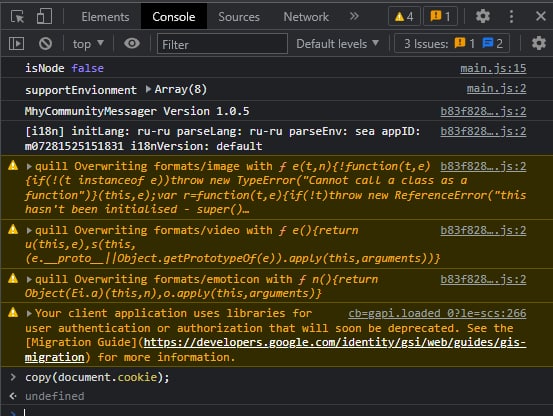 Elements Console Sources Network » 4 1
top Filter Default levels 3 Issues: 1 2
isNode false main.js:15
supportEnvionment Array(8) main.js:2
MhyCommunityMessager Version 1.0.5 b83f828….js:2
[i18n] initLang: ru-ru parseLang: ru-ru parseEnv: sea appID: b83f828….js:2
m07281525151831 i18nVersion: default
quill Overwriting formats/image with ƒ e(t,n){!function(t,e) b83f828….js:2
{if(!(t instanceof e))throw new TypeError("Cannot call a class as a
function")}(this,e);var r=function(t,e){if(!t)throw new ReferenceError("this
hasn't been initialised - super()…
quill Overwriting formats/video with ƒ e(){return b83f828….js:2
u(this,e),s(this,
(e.__proto__||Object.getPrototypeOf(e)).apply(this,arguments))}
quill Overwriting formats/emoticon with ƒ n(){return b83f828….js:2
Object(Ei.a)(this,n),o.apply(this,arguments)}
Your client application uses libraries for cb=gapi.loaded_0?le=scs:266
user authentication or authorization that will soon be deprecated. See the
[Migration Guide](https://developers.google.com/identity/gsi/web/guides/gis-
migration) for more information.
> copy(document.cookie);
undefined
>